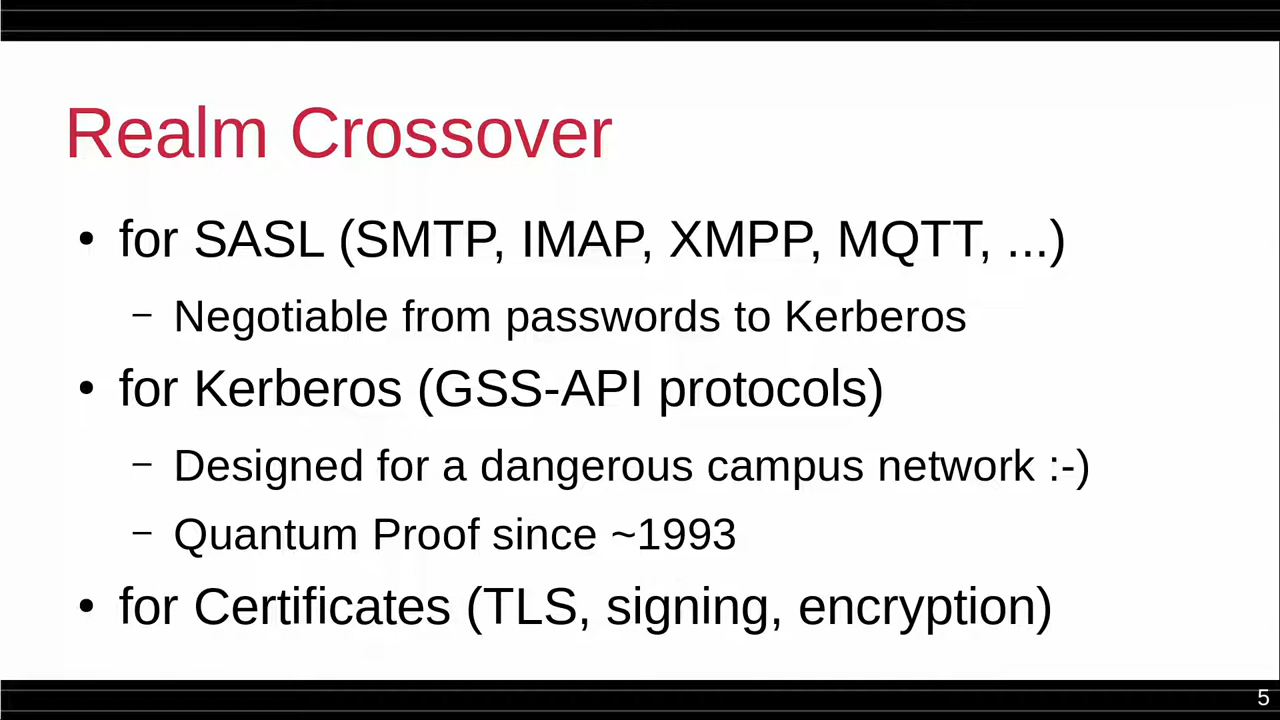 Realm Crossover
• for SASL (SMTP, IMAP, XMPP, MQTT, ...)
– Negotiable from passwords to Kerberos
• for Kerberos (GSS-API protocols)
– Designed for a dangerous campus network :-)
– Quantum Proof since ~1993
• for Certificates (TLS, signing, encryption)
5